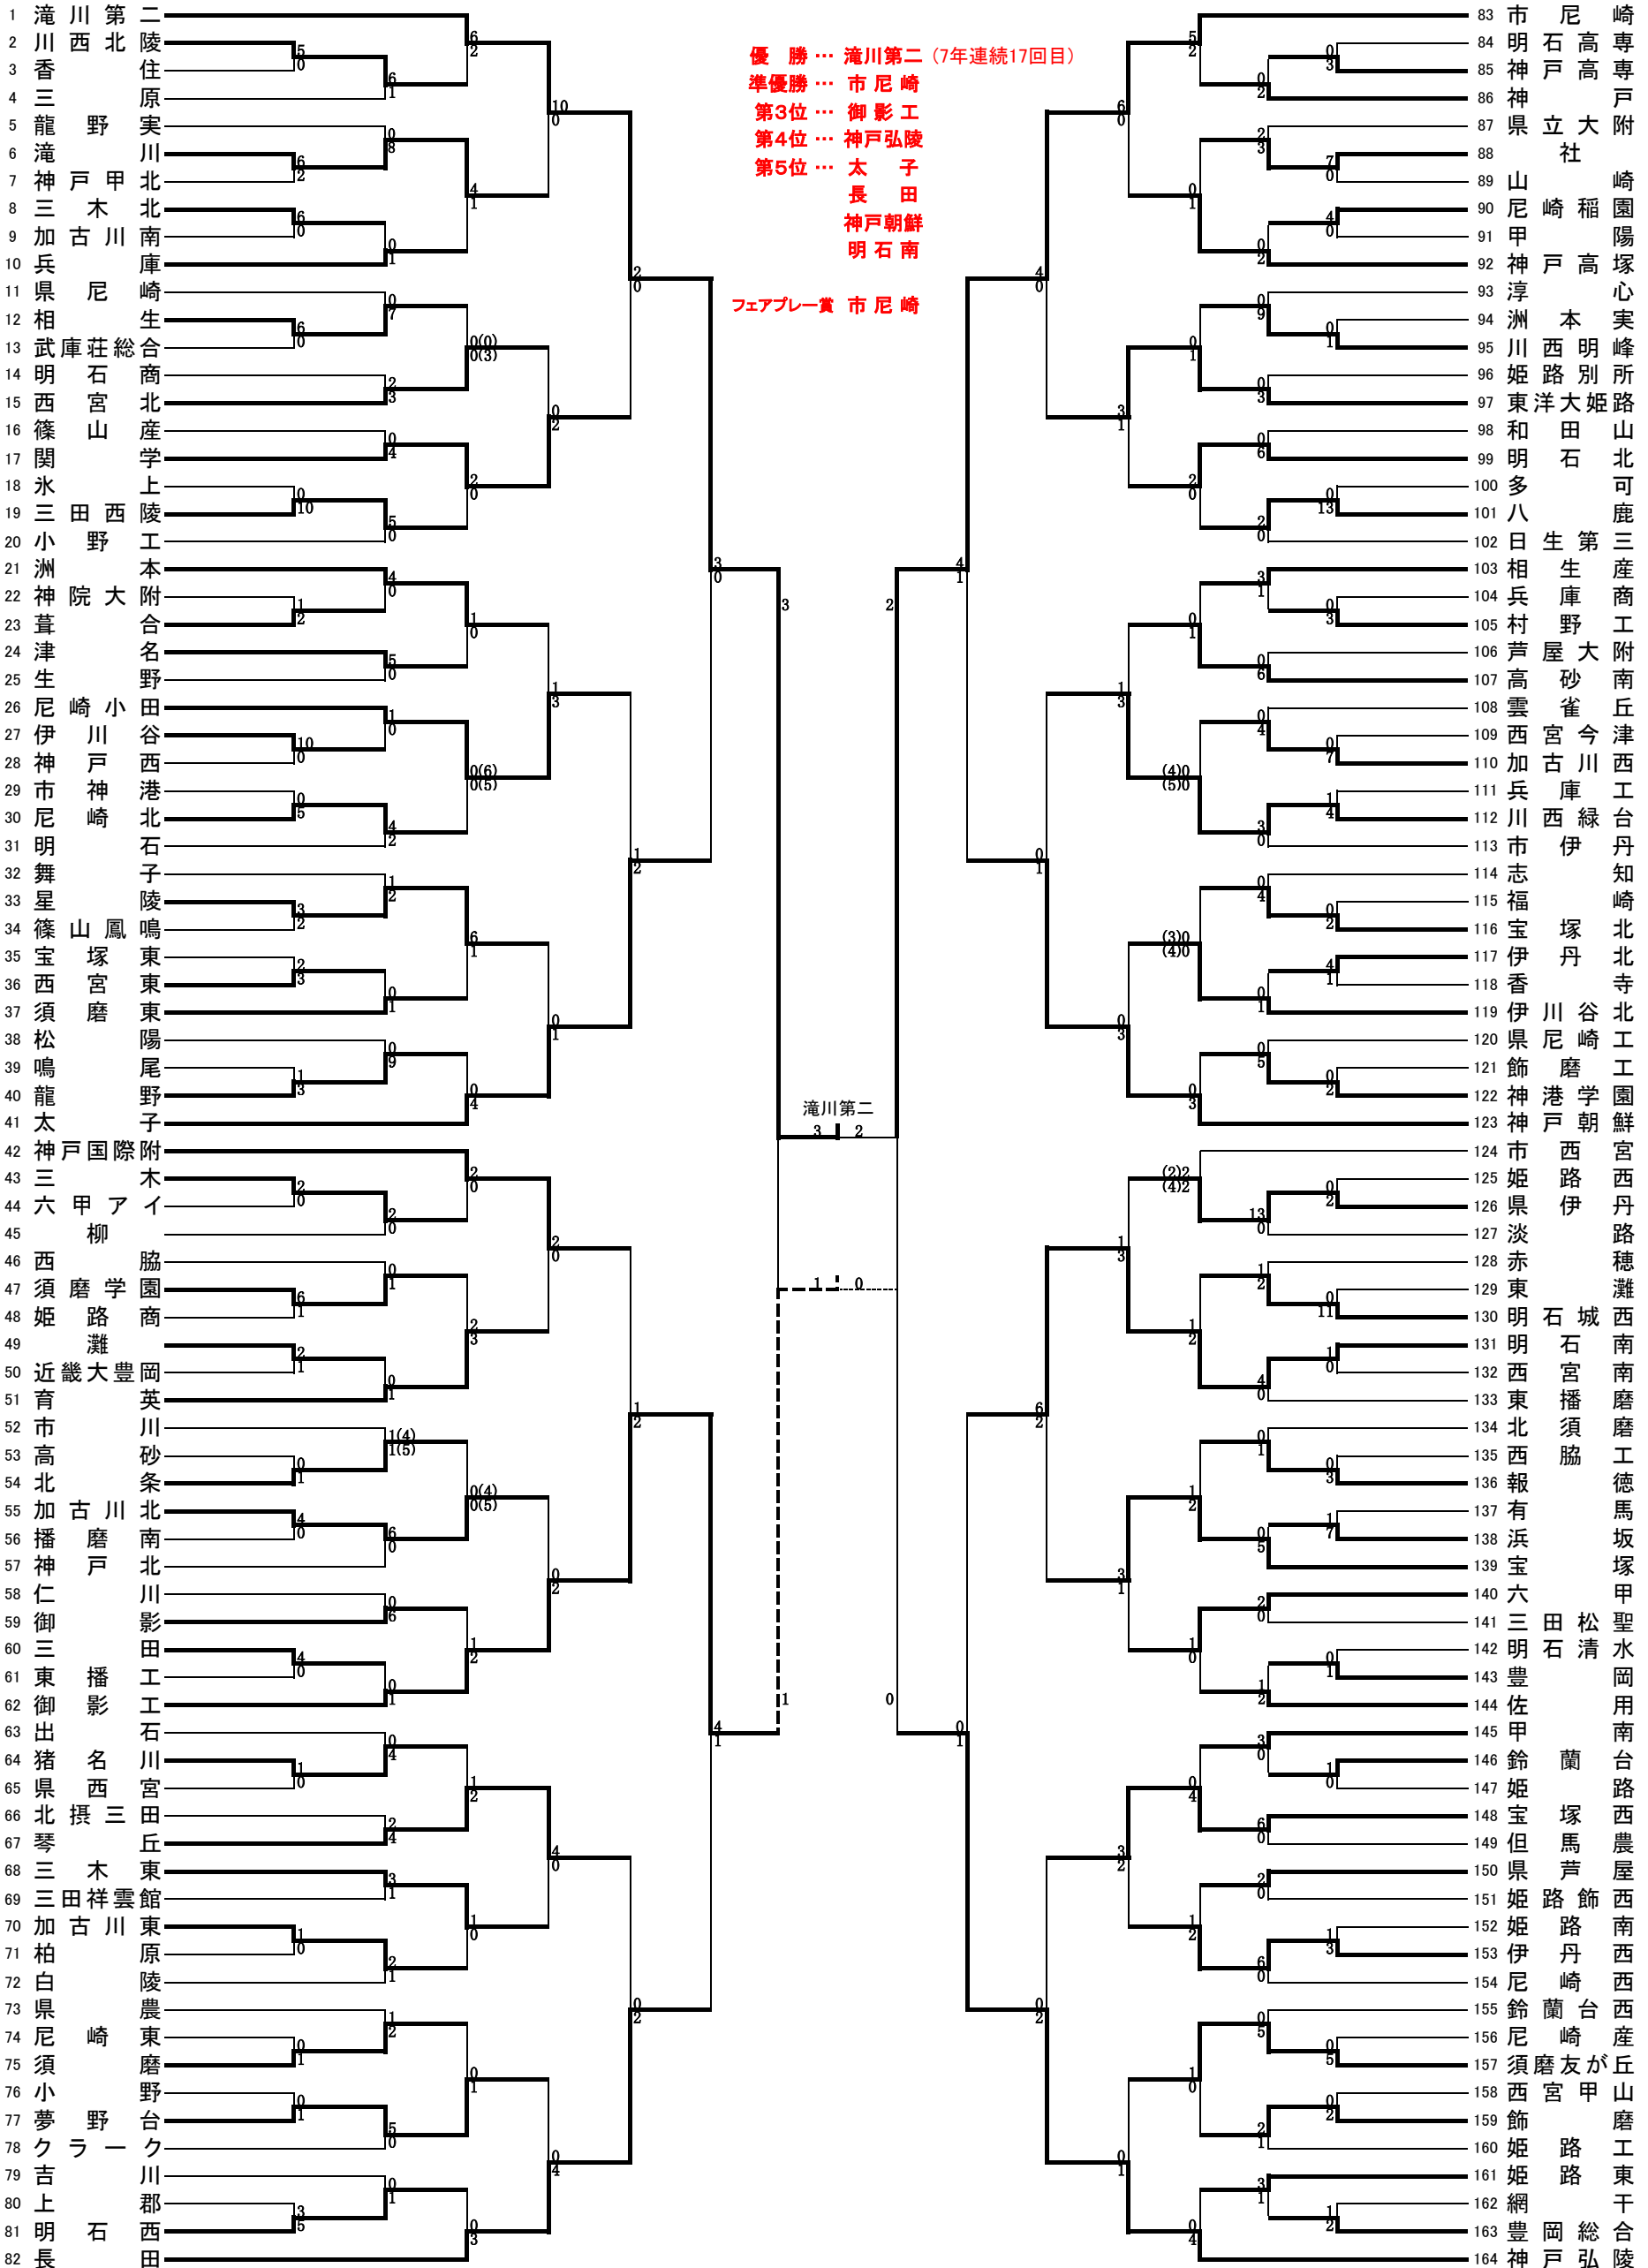 優　勝 … 滝川第二 (7年連続17回目)
準優勝 … 市 尼 崎
第3位 … 御 影 工
第4位 … 神戸弘陵
第5位 … 太　子
長　田
神戸朝鮮
明 石 南
フェアプレー賞 市 尼 崎
1 滝川第二
2 川西北陵
3 香住
4 三原
5 龍野実
6 滝川
7 神戸甲北
8 三木北
9 加古川南
10 兵庫
11 県尼崎
12 相生
13 武庫荘総合
14 明石商
15 西宮北
16 篠山産
17 関学
18 氷上
19 三田西陵
20 小野工
21 洲本
22 神院大附
23 葺合
24 津名
25 生野
26 尼崎小田
27 伊川谷
28 神戸西
29 市神港
30 尼崎北
31 明石
32 舞子
33 星陵
34 篠山鳳鳴
35 宝塚東
36 西宮東
37 須磨東
38 松陽
39 鳴尾
40 龍野
41 太子
42 神戸国際附
43 三木
44 六甲アイ
45 柳
46 西脇
47 須磨学園
48 姫路商
49 灘
50 近畿大豊岡
51 育英
52 市川
53 高砂
54 北条
55 加古川北
56 播磨南
57 神戸北
58 仁川
59 御影
60 三田
61 東播工
62 御影工
63 出石
64 猪名川
65 県西宮
66 北摂三田
67 琴丘
68 三木東
69 三田祥雲館
70 加古川東
71 柏原
72 白陵
73 県農
74 尼崎東
75 須磨
76 小野
77 夢野台
78 クラーク
79 吉川
80 上郡
81 明石西
82 長田
滝川第二
3 2
1 0
83 市尼崎
84 明石高専
85 神戸高専
86 神戸
87 県立大附
88 社
89 山崎
90 尼崎稲園
91 甲陽
92 神戸高塚
93 淳心
94 洲本実
95 川西明峰
96 姫路別所
97 東洋大姫路
98 和田山
99 明石北
100 多可
101 八鹿
102 日生第三
103 相生産
104 兵庫商
105 村野工
106 芦屋大附
107 高砂南
108 雲雀丘
109 西宮今津
110 加古川西
111 兵庫工
112 川西緑台
113 市伊丹
114 志知
115 福崎
116 宝塚北
117 伊丹北
118 香寺
119 伊川谷北
120 県尼崎工
121 飾磨工
122 神港学園
123 神戸朝鮮
124 市西宮
125 姫路西
126 県伊丹
127 淡路
128 赤穂
129 東灘
130 明石城西
131 明石南
132 西宮南
133 東播磨
134 北須磨
135 西脇工
136 報徳
137 有馬
138 浜坂
139 宝塚
140 六甲
141 三田松聖
142 明石清水
143 豊岡
144 佐用
145 甲南
146 鈴蘭台
147 姫路
148 宝塚西
149 但馬農
150 県芦屋
151 姫路飾西
152 姫路南
153 伊丹西
154 尼崎西
155 鈴蘭台西
156 尼崎産
157 須磨友が丘
158 西宮甲山
159 飾磨
160 姫路工
161 姫路東
162 網干
163 豊岡総合
164 神戸弘陵